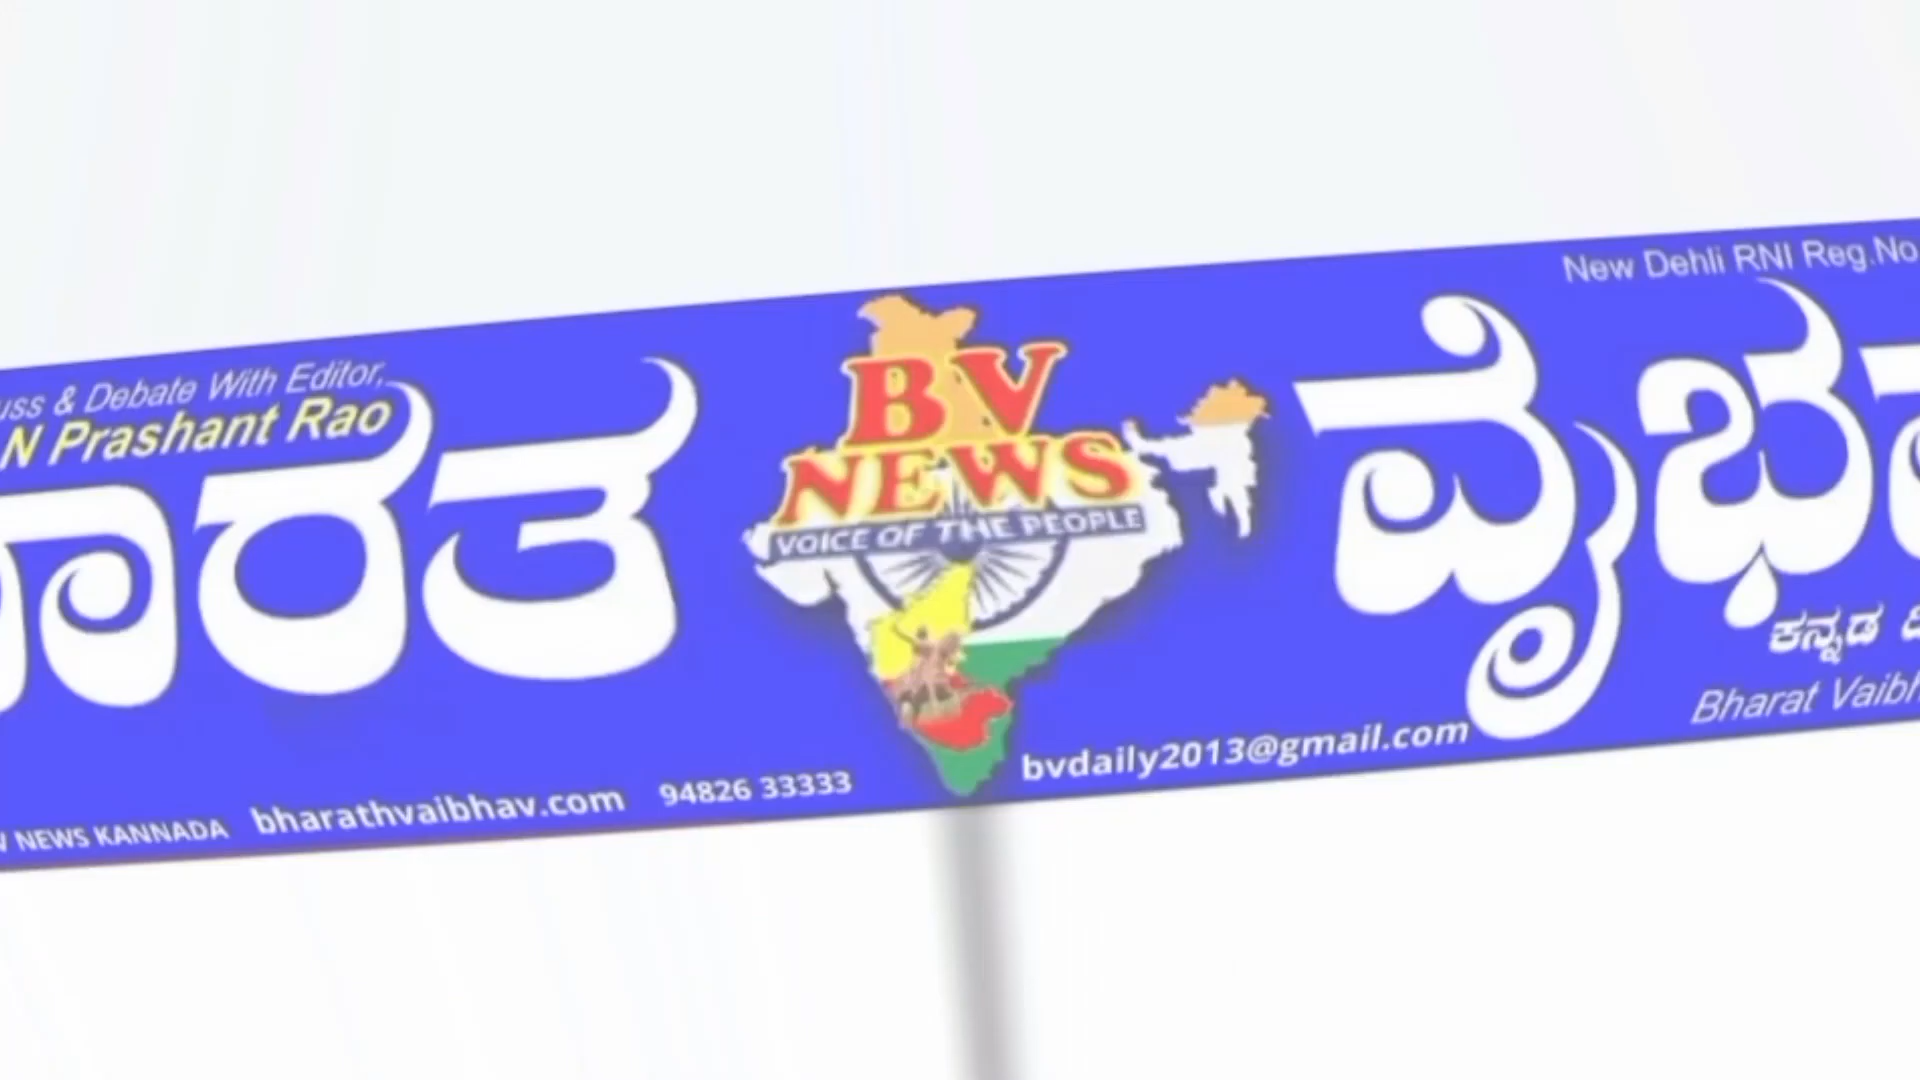 & Debate With Editor,
N Prashant Rao
ಭಾರತ
BV
NEWS
VOICE OF THE PEOPLE
New Dehli RNI Reg.No.
ವೈಭ
ಕನ್ನಡ
Bharat
NEWS KANNADA bharathvaibhav.com 94826 33333 bvdaily2013@gmail.com